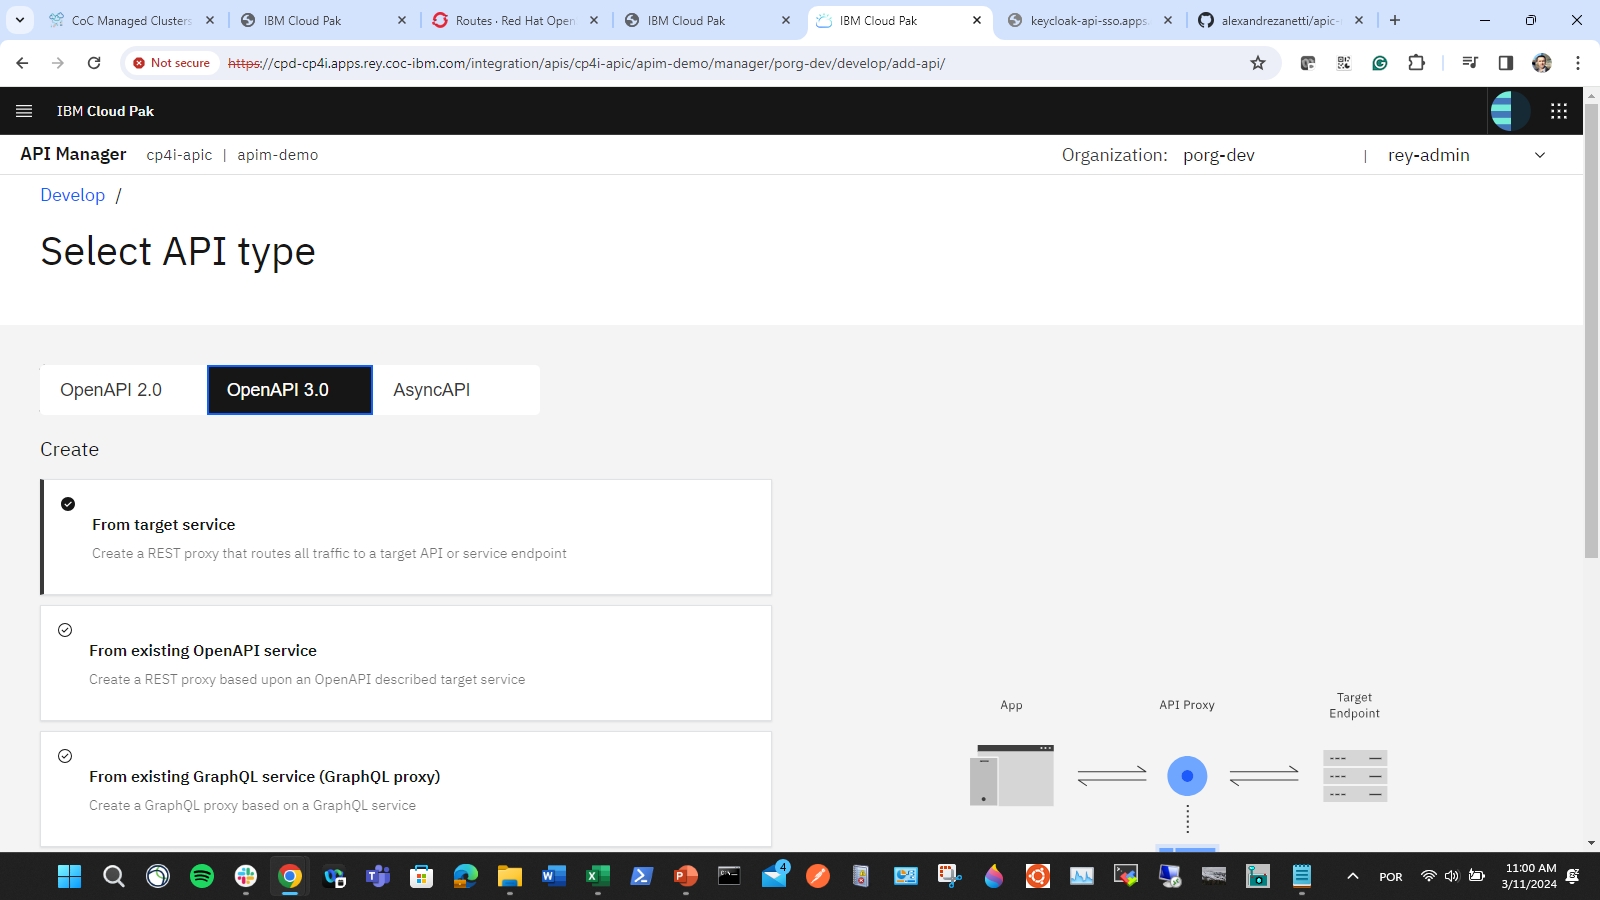 CoC Managed Clusters
IBM Cloud Pak
Routes · Red Hat Open
IBM Cloud Pak
IBM Cloud Pak
keycloak-api-sso.apps.
alexandrezanetti/apic-
Not secure
https://cpd-cp4i.apps.rey.coc-ibm.com/integration/apis/cp4i-apic/apim-demo/manager/porg-dev/develop/add-api/
IBM Cloud Pak
API Manager cp4i-apic | apim-demo
Organization: porg-dev | rey-admin
Develop /
Select API type
OpenAPI 2.0
OpenAPI 3.0
AsyncAPI
Create
From target service
Create a REST proxy that routes all traffic to a target API or service endpoint
From existing OpenAPI service
Create a REST proxy based upon an OpenAPI described target service
From existing GraphQL service (GraphQL proxy)
Create a GraphQL proxy based on a GraphQL service
App
API Proxy
Target
Endpoint
4
POR
11:00 AM
3/11/2024